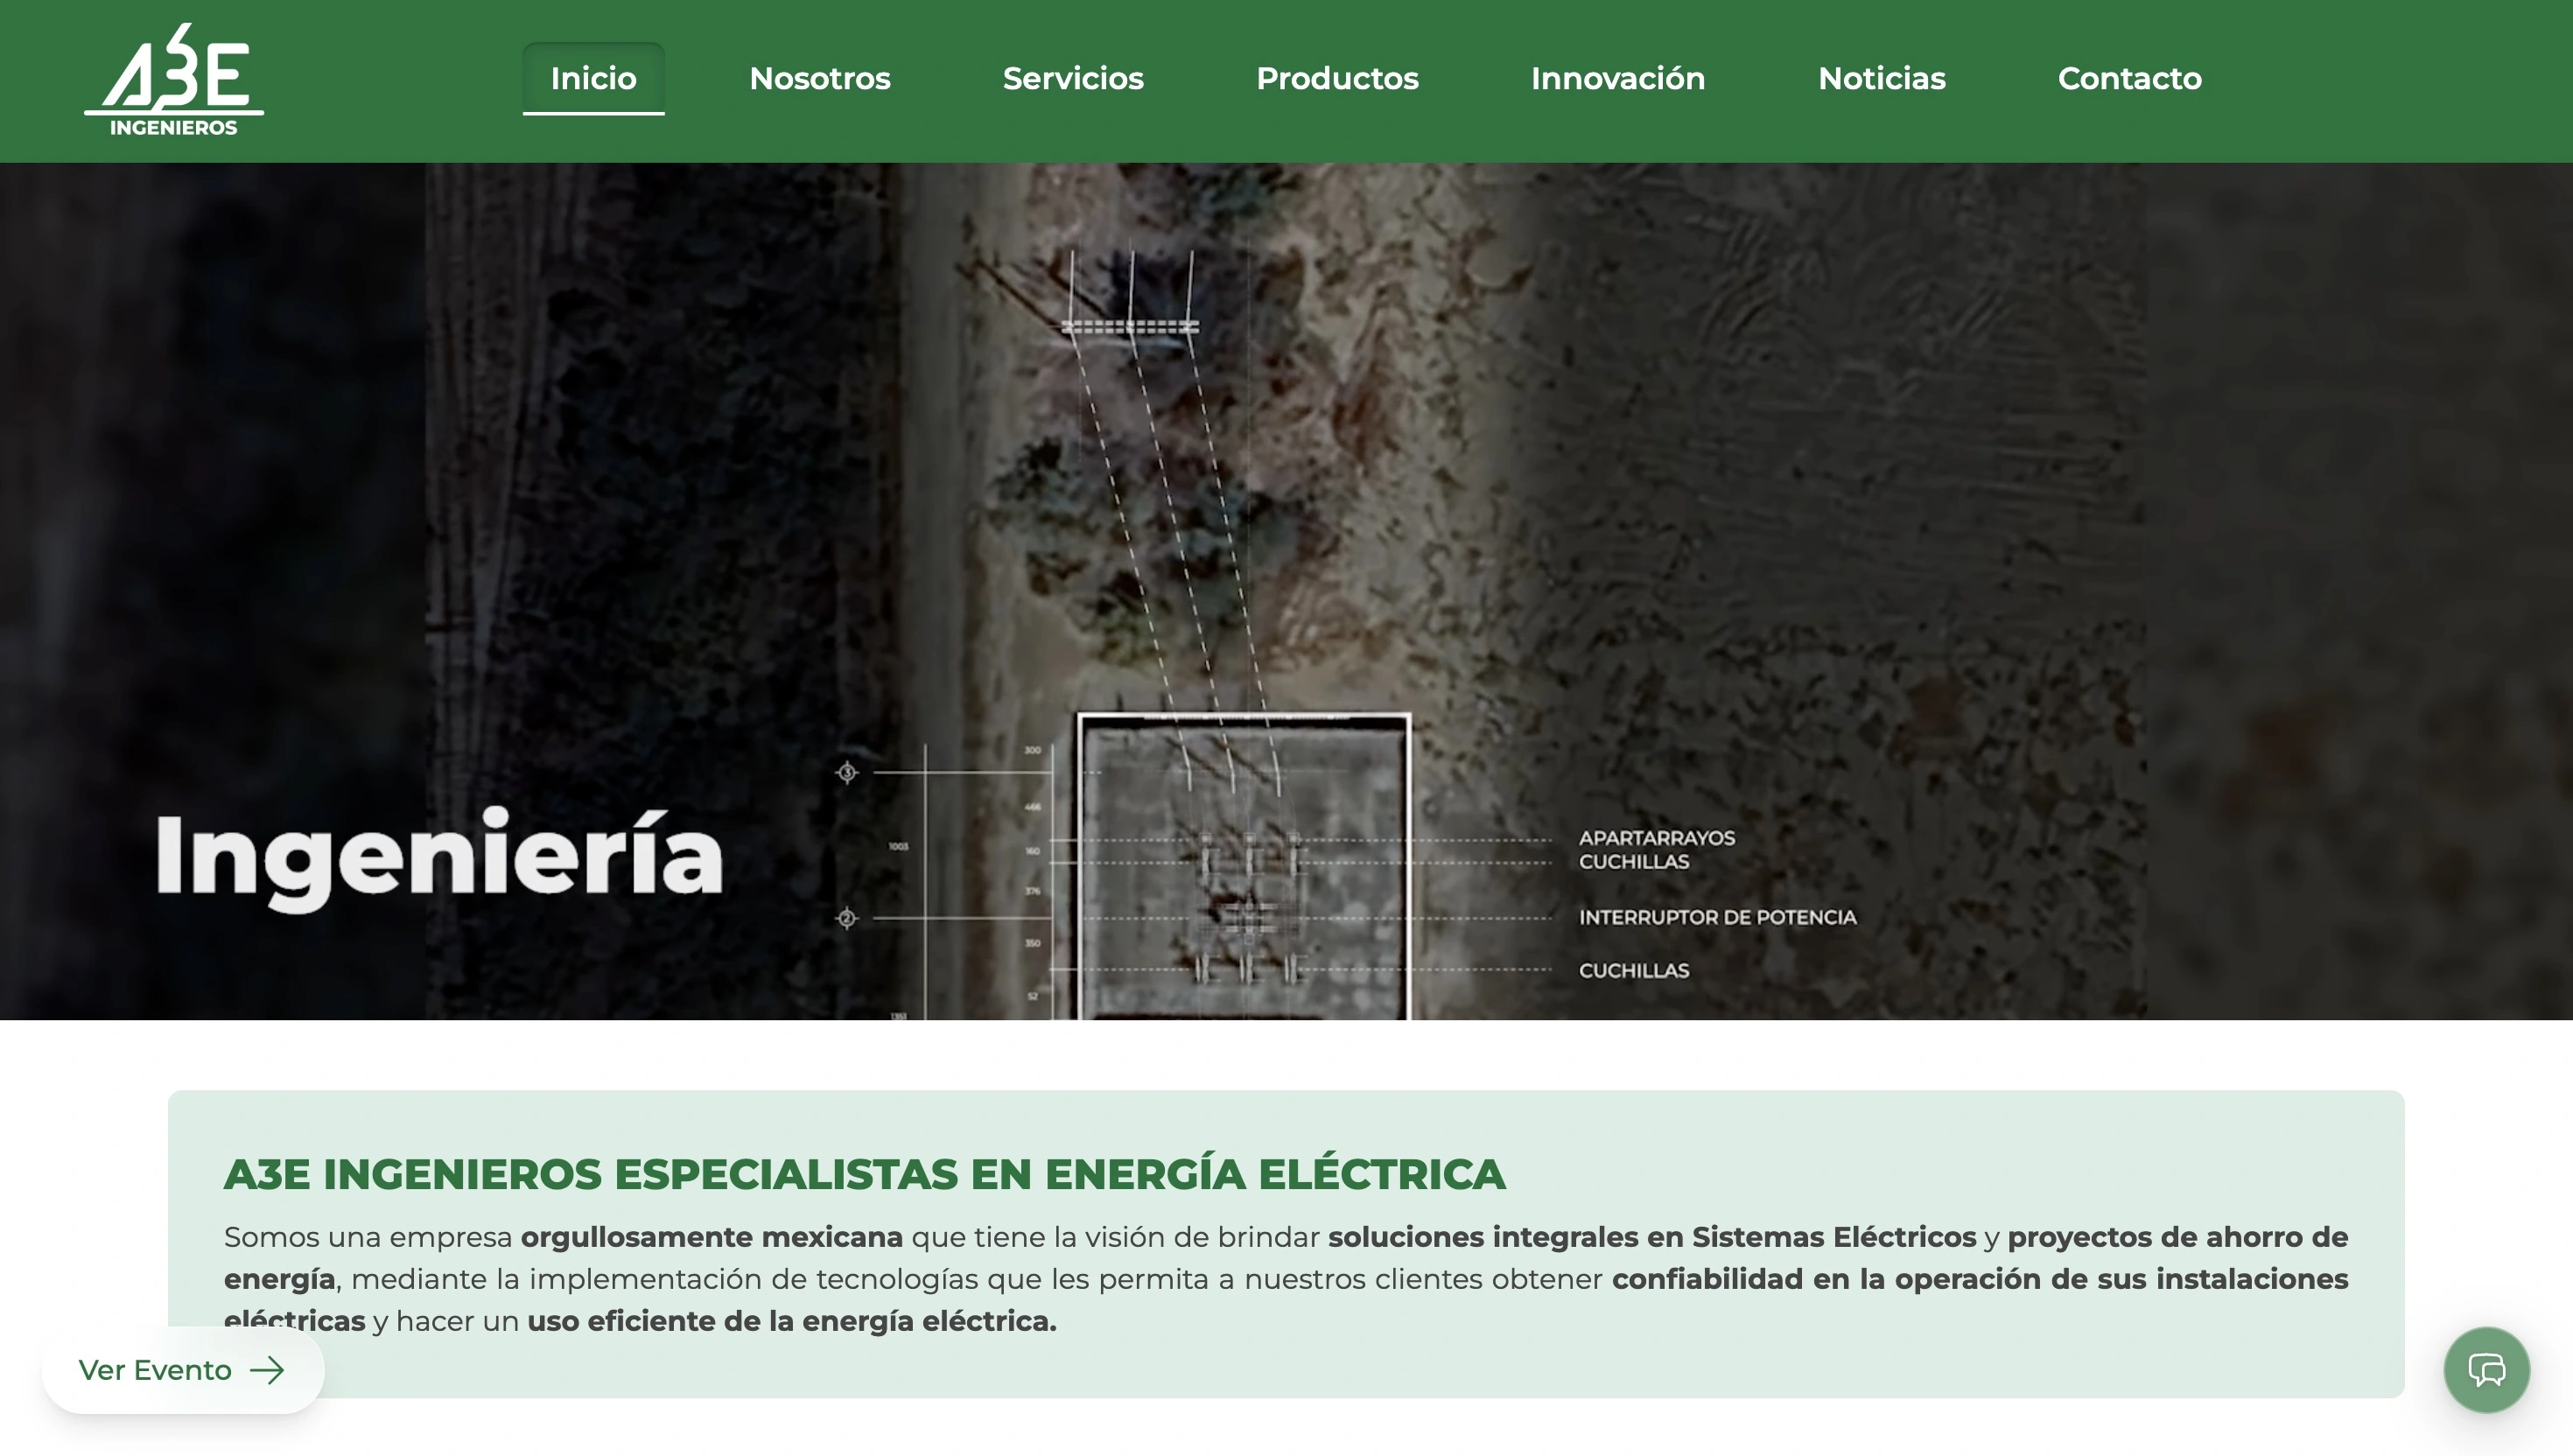 A3E
INGENIEROS
Inicio
Nosotros
Servicios
Productos
Innovación
Noticias
Contacto
300
3
466
1003
160
376
2
350
52
1351
APARTARRAYOS
CUCHILLAS
INTERRUPTOR DE POTENCIA
CUCHILLAS
Ingeniería
A3E INGENIEROS ESPECIALISTAS EN ENERGÍA ELÉCTRICA
Somos una empresa orgullosamente mexicana que tiene la visión de brindar soluciones integrales en Sistemas Eléctricos y proyectos de ahorro de
energía, mediante la implementación de tecnologías que les permita a nuestros clientes obtener confiabilidad en la operación de sus instalaciones
eléctricas y hacer un uso eficiente de la energía eléctrica.
Ver Evento